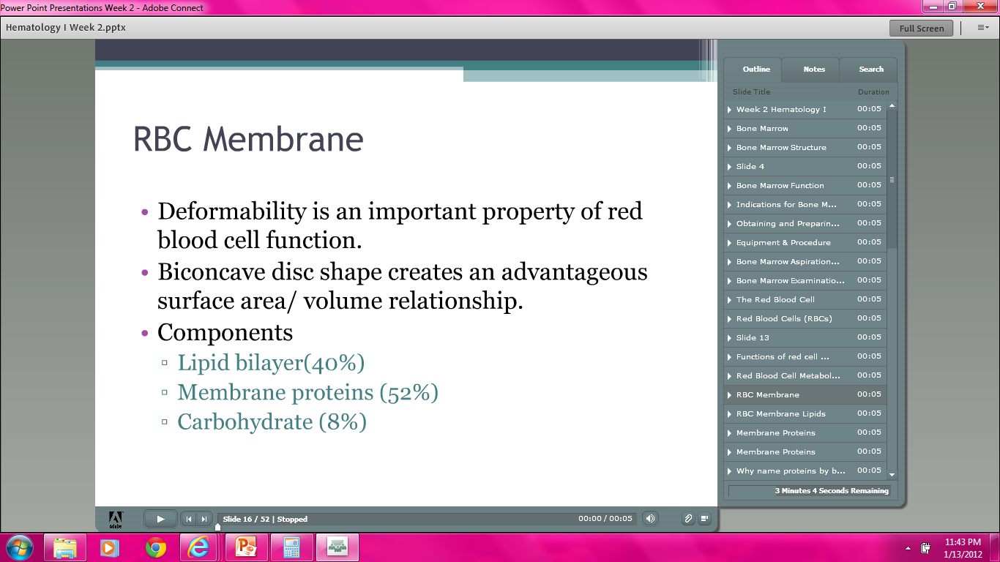 Power Point Presentations Week 2 - Adobe Connect
Hematology I Week 2.pptx
Full Screen
RBC Membrane
• Deformability is an important property of red
blood cell function.
• Biconcave disc shape creates an advantageous
surface area/ volume relationship.
• Components
Lipid bilayer(40%)
Membrane proteins (52%)
Carbohydrate (8%)
Outline Notes Search
Slide Title Duration
Week 2 Hematology I 00:05
Bone Marrow 00:05
Bone Marrow Structure 00:05
Slide 4 00:05
Bone Marrow Function 00:05
Indications for Bone M... 00:05
Obtaining and Preparin... 00:05
Equipment & Procedure 00:05
Bone Marrow Aspiration... 00:05
Bone Marrow Examinatio... 00:05
The Red Blood Cell 00:05
Red Blood Cells (RBCs) 00:05
Slide 13 00:05
Functions of red cell ... 00:05
Red Blood Cell Metabol... 00:05
RBC Membrane 00:05
RBC Membrane Lipids 00:05
Membrane Proteins 00:05
Membrane Proteins 00:05
Why name proteins by b... 00:05
3 Minutes 4 Seconds Remaining
Adobe
Slide 16 / 52 | Stopped 00:00 / 00:05
11:43 PM
1/13/2012